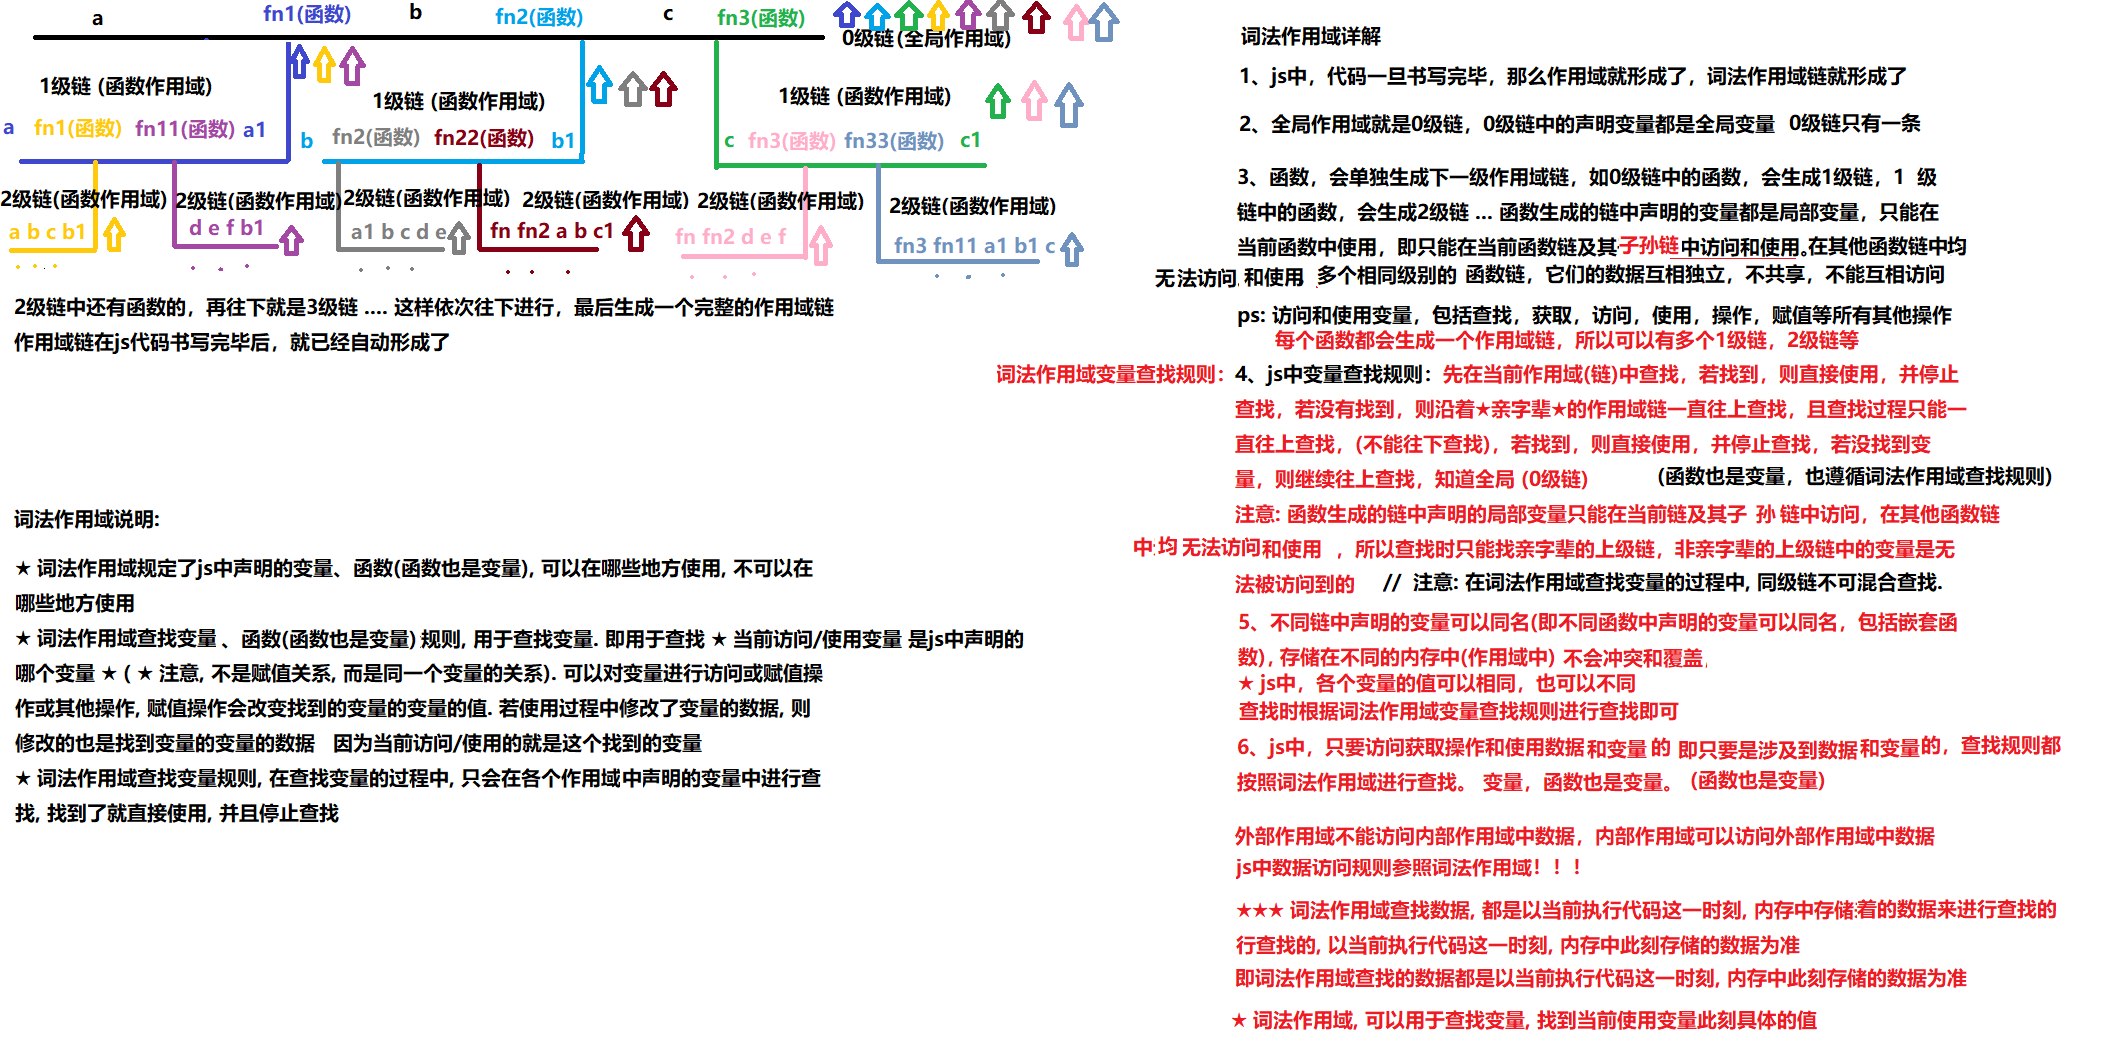 a fn1(函数) b fn2(函数) c fn3(函数)
0级链(全局作用域)
1级链 (函数作用域)
1级链 (函数作用域)
1级链 (函数作用域)
a fn1(函数) fn11(函数) a1
b fn2(函数) fn22(函数) b1
c fn3(函数) fn33(函数) c1
2级链(函数作用域)
2级链(函数作用域)
2级链(函数作用域)
2级链(函数作用域)
2级链(函数作用域)
2级链(函数作用域)
a b c b1
d e f b1
a1 b c d e
fn fn2 a b c1
fn fn2 d e f
fn3 fn11 a1 b1 c
2级链中还有函数的，再往下就是3级链 .... 这样依次往下进行，最后生成一个完整的作用域链
作用域链在js代码书写完毕后，就已经自动形成了
词法作用域说明:
★ 词法作用域规定了js中声明的变量、函数(函数也是变量), 可以在哪些地方使用, 不可以在
哪些地方使用
★ 词法作用域查找变量 、函数(函数也是变量) 规则, 用于查找变量. 即用于查找 ★ 当前访问/使用变量 是js中声明的
哪个变量 ★ ( ★ 注意, 不是赋值关系, 而是同一个变量的关系). 可以对变量进行访问或赋值操
作或其他操作, 赋值操作会改变找到的变量的变量的值. 若使用过程中修改了变量的数据, 则
修改的也是找到变量的变量的数据 因为当前访问/使用的就是这个找到的变量
★ 词法作用域查找变量规则, 在查找变量的过程中, 只会在各个作用域中声明的变量中进行查
找, 找到了就直接使用, 并且停止查找
词法作用域详解
1、js中，代码一旦书写完毕，那么作用域就形成了，词法作用域链就形成了
2、全局作用域就是0级链，0级链中的声明变量都是全局变量 0级链只有一条
3、函数，会单独生成下一级作用域链，如0级链中的函数，会生成1级链，1 级
链中的函数，会生成2级链 ... 函数生成的链中声明的变量都是局部变量，只能在
当前函数中使用，即只能在当前函数链及其子孙链中访问和使用。在其他函数链中均
无法访问 和使用 多个相同级别的 函数链，它们的数据互相独立，不共享，不能互相访问
ps: 访问和使用变量，包括查找，获取，访问，使用，操作，赋值等所有其他操作
每个函数都会生成一个作用域链，所以可以有多个1级链，2级链等
词法作用域变量查找规则： 4、js中变量查找规则：先在当前作用域(链)中查找，若找到，则直接使用，并停止
查找，若没有找到，则沿着★亲字辈★的作用域链一直往上查找，且查找过程只能一
直往上查找，(不能往下查找)，若找到，则直接使用，并停止查找，若没找到变
量，则继续往上查找，知道全局 (0级链) (函数也是变量，也遵循词法作用域查找规则)
注意: 函数生成的链中声明的局部变量只能在当前链及其子 孙 链中访问，在其他函数链
中 均 无法访问和使用 ，所以查找时只能找亲字辈的上级链，非亲字辈的上级链中的变量是无
法被访问到的 // 注意: 在词法作用域查找变量的过程中, 同级链不可混合查找.
5、不同链中声明的变量可以同名(即不同函数中声明的变量可以同名，包括嵌套函
数), 存储在不同的内存中(作用域中) 不会冲突和覆盖,
★ js中，各个变量的值可以相同，也可以不同
查找时根据词法作用域变量查找规则进行查找即可
6、js中，只要访问获取操作和使用数据和变量 的 即只要是涉及到数据和变量的，查找规则都
按照词法作用域进行查找。 变量，函数也是变量。 (函数也是变量)
外部作用域不能访问内部作用域中数据，内部作用域可以访问外部作用域中数据
js中数据访问规则参照词法作用域！！！
★★★ 词法作用域查找数据, 都是以当前执行代码这一时刻, 内存中存储着的数据来进行查找的
行查找的, 以当前执行代码这一时刻, 内存中此刻存储的数据为准
即词法作用域查找的数据都是以当前执行代码这一时刻, 内存中此刻存储的数据为准
★ 词法作用域, 可以用于查找变量, 找到当前使用变量此刻具体的值